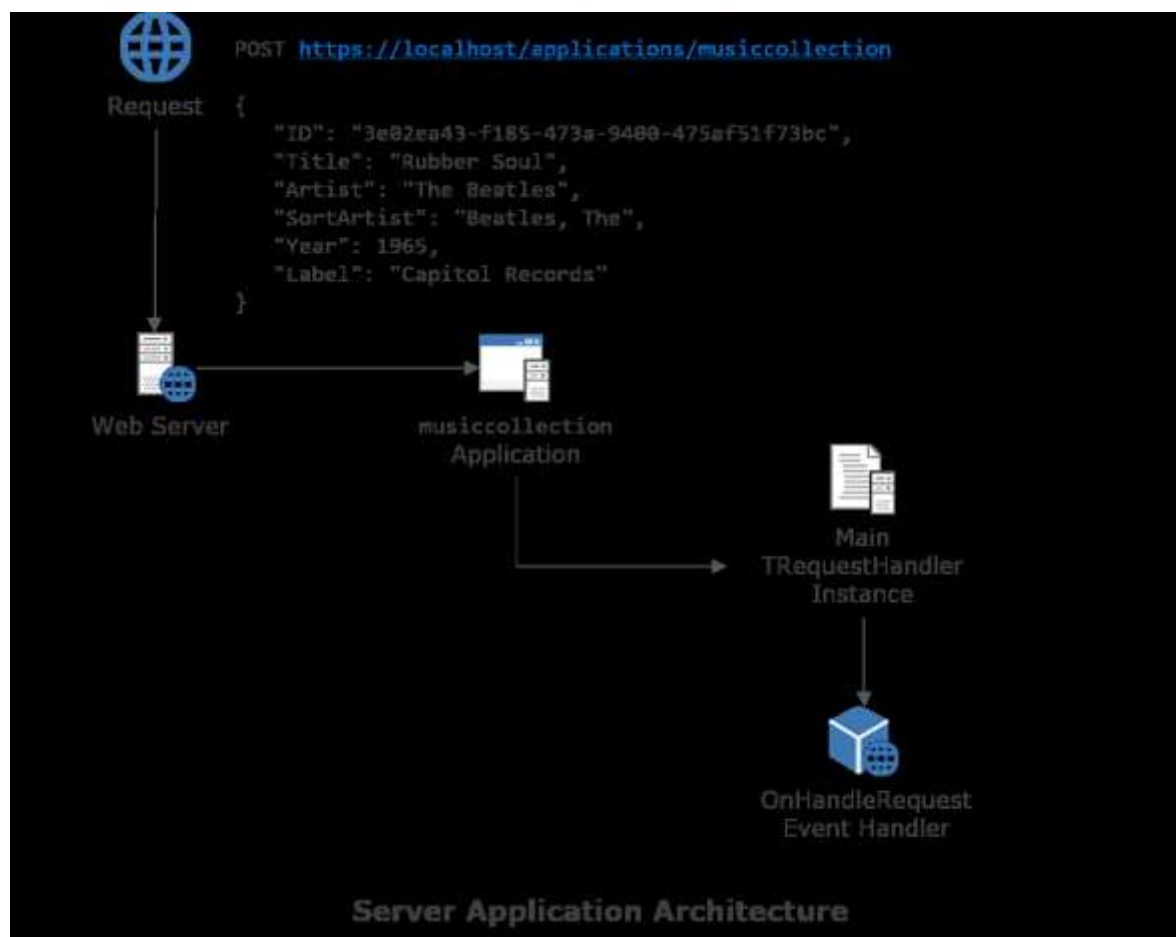 POST https://localhost/applications/musiccollection
Request
{
"ID": "3e02ea43-f185-473a-9400-475af51f73bc",
"Title": "Rubber Soul",
"Artist": "The Beatles",
"SortArtist": "Beatles, The",
"Year": 1965,
"Label": "Capitol Records"
}
Web Server
musiccollection
Application
Main
TRequestHandler
Instance
OnHandleRequest
Event Handler
Server Application Architecture